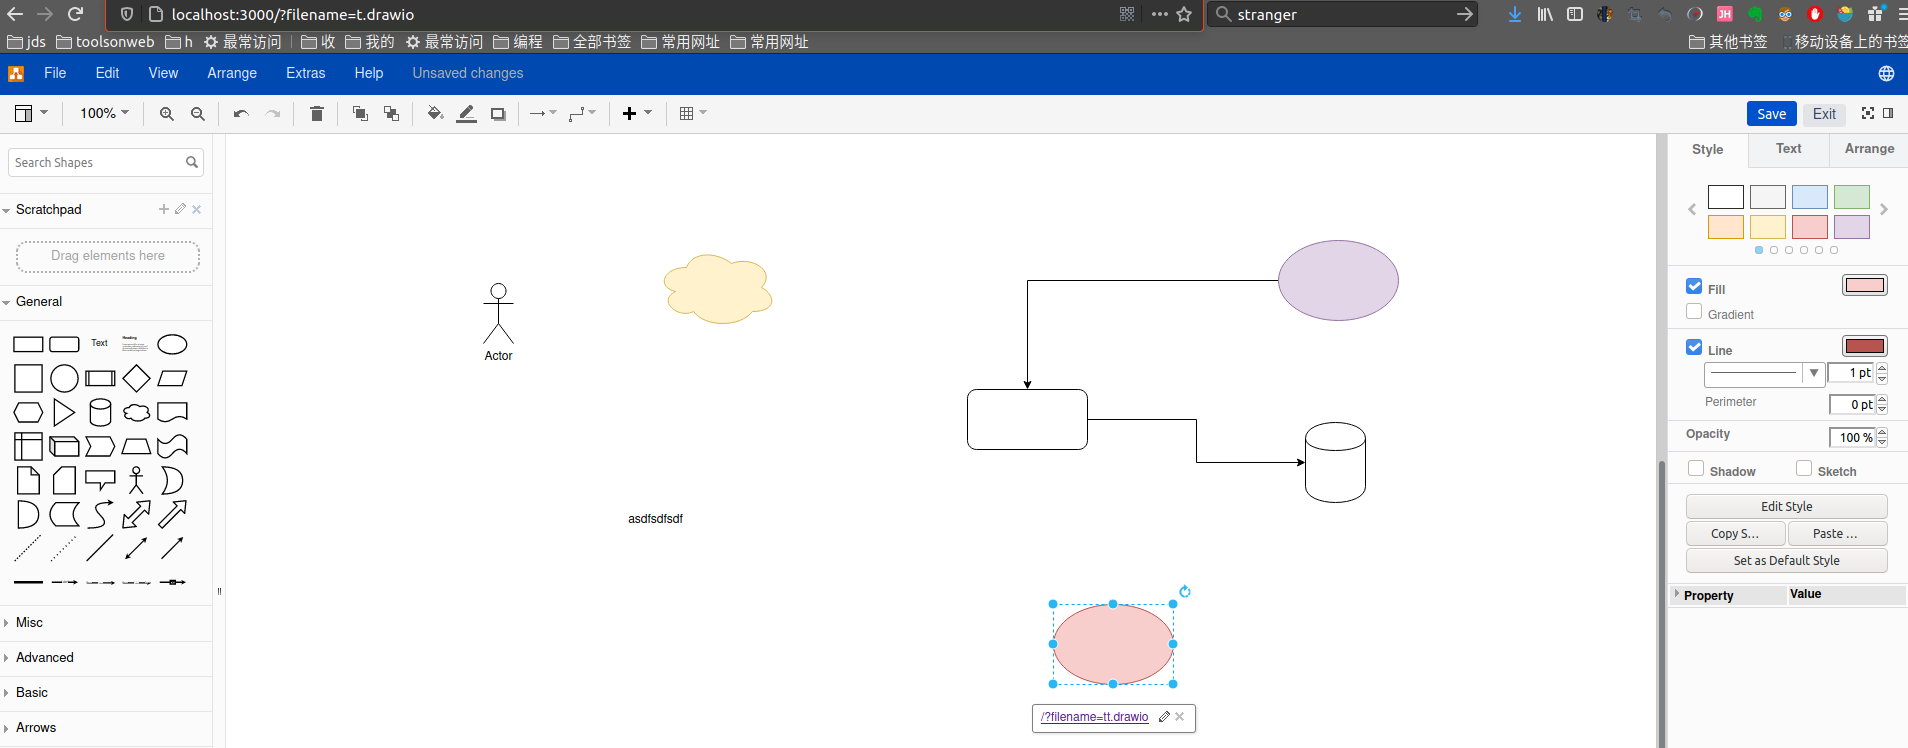 localhost:3000/?filename=t.drawio
stranger
jds toolsonweb h 最常访问 收 我的 最常访问 编程 全部书签 常用网址 常用网址 其他书签 移动设备上的书签
File Edit View Arrange Extras Help Unsaved changes
100% Save Exit
Search Shapes
Scratchpad
Drag elements here
General
Text
Heading
Misc
Advanced
Basic
Arrows
Actor
asdfsdfsdf
/?filename=tt.drawio
Style Text Arrange
Fill
Gradient
Line
1 pt
Perimeter 0 pt
Opacity 100 %
Shadow Sketch
Edit Style
Copy S... Paste ...
Set as Default Style
Property Value